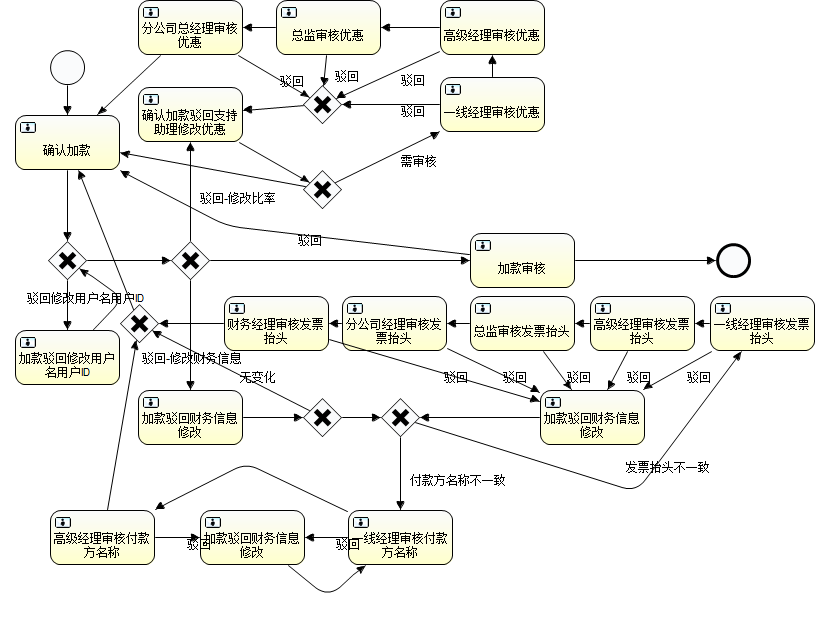 分公司总经理审核
优惠
总监审核优惠
高级经理审核优惠
驳回
驳回
驳回
驳回
确认加款驳回支持
助理修改优惠
一线经理审核优惠
确认加款
需审核
驳回-修改比率
驳回
加款审核
驳回修改用户名用户ID
财务经理审核发票
抬头
分公司经理审核发
票抬头
总监审核发票抬头
高级经理审核发票
抬头
一线经理审核发票
抬头
加款驳回修改用户
名用户ID
驳回-修改财务信息
无变化
驳回
驳回
驳回
驳回
驳回
加款驳回财务信息
修改
加款驳回财务信息
修改
发票抬头不一致
付款方名称不一致
高级经理审核付款
方名称
驳回
加款驳回财务信息
修改
驳回
一线经理审核付款
方名称